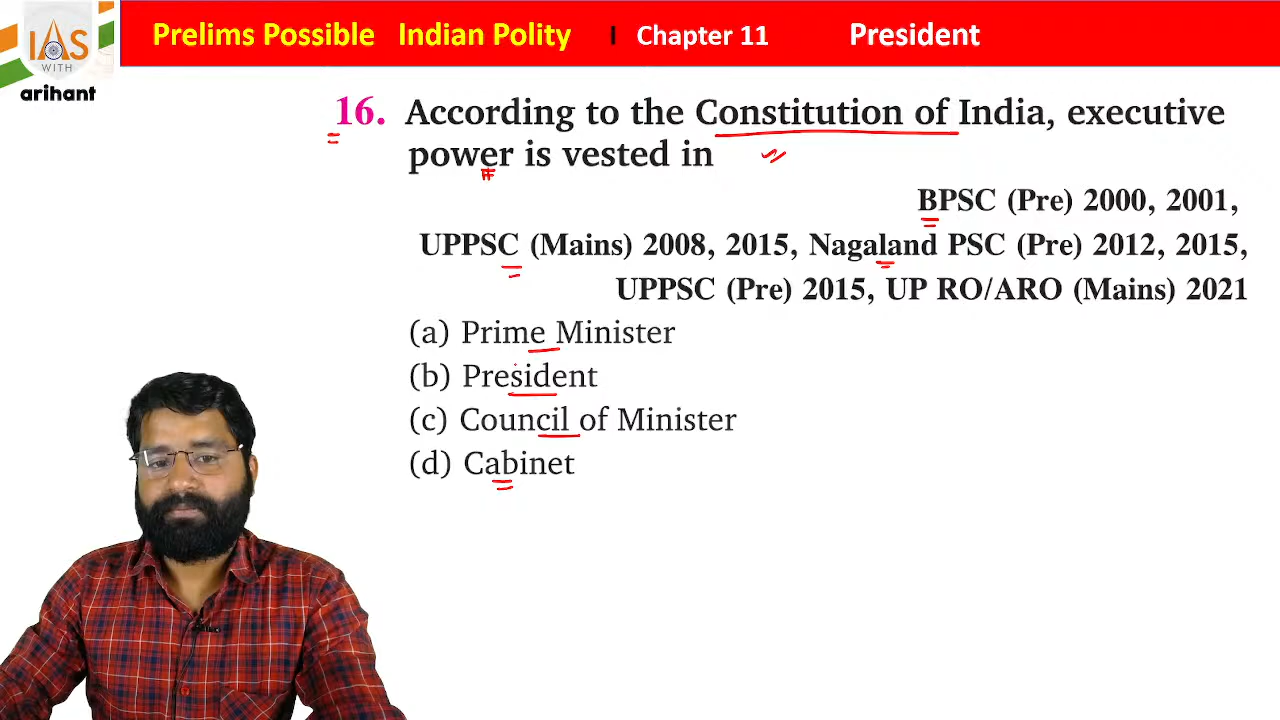 Prelims Possible Indian Polity | Chapter 11 President
IAS
WITH
arihant
16. According to the Constitution of India, executive
power is vested in
BPSC (Pre) 2000, 2001,
UPPSC (Mains) 2008, 2015, Nagaland PSC (Pre) 2012, 2015,
UPPSC (Pre) 2015, UP RO/ARO (Mains) 2021
(a) Prime Minister
(b) President
(c) Council of Minister
(d) Cabinet